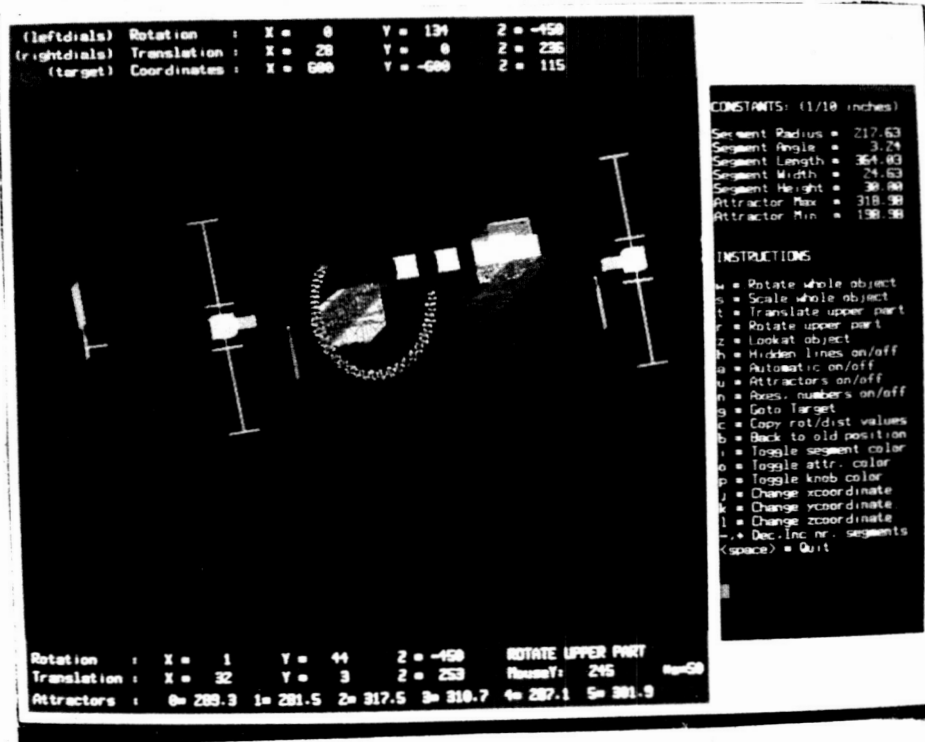 (leftdials) Rotation : X = 0 Y = 134 Z = -450
(rightdials) Translation : X = 28 Y = 0 Z = 236
(target) Coordinates : X = 600 Y = -600 Z = 115
CONSTANTS: (1/10 inches)
Segment Radius = 217.63
Segment Angle = 3.24
Segment Length = 364.03
Segment Width = 24.63
Segment Height = 30.00
Attractor Max = 318.98
Attractor Min = 198.98
INSTRUCTIONS
w = Rotate whole object
s = Scale whole object
t = Translate upper part
r = Rotate upper part
z = Lookat object
h = Hidden lines on/off
a = Automatic on/off
u = Attractors on/off
n = Axes, numbers on/off
g = Goto Target
c = Copy rot/dist values
b = Back to old position
i = Toggle segment color
o = Toggle attr. color
p = Toggle knob color
j = Change xcoordinate
k = Change ycoordinate
l = Change zcoordinate
-,+ Dec,Inc nr. segments
<space> = Quit
Rotation : X = 1 Y = 44 Z = -450 ROTATE UPPER PART
Translation : X = 32 Y = 3 Z = 253 MouseY: 245 No=50
Attractors : 0= 289.3 1= 281.5 2= 317.5 3= 310.7 4= 287.1 5= 301.9